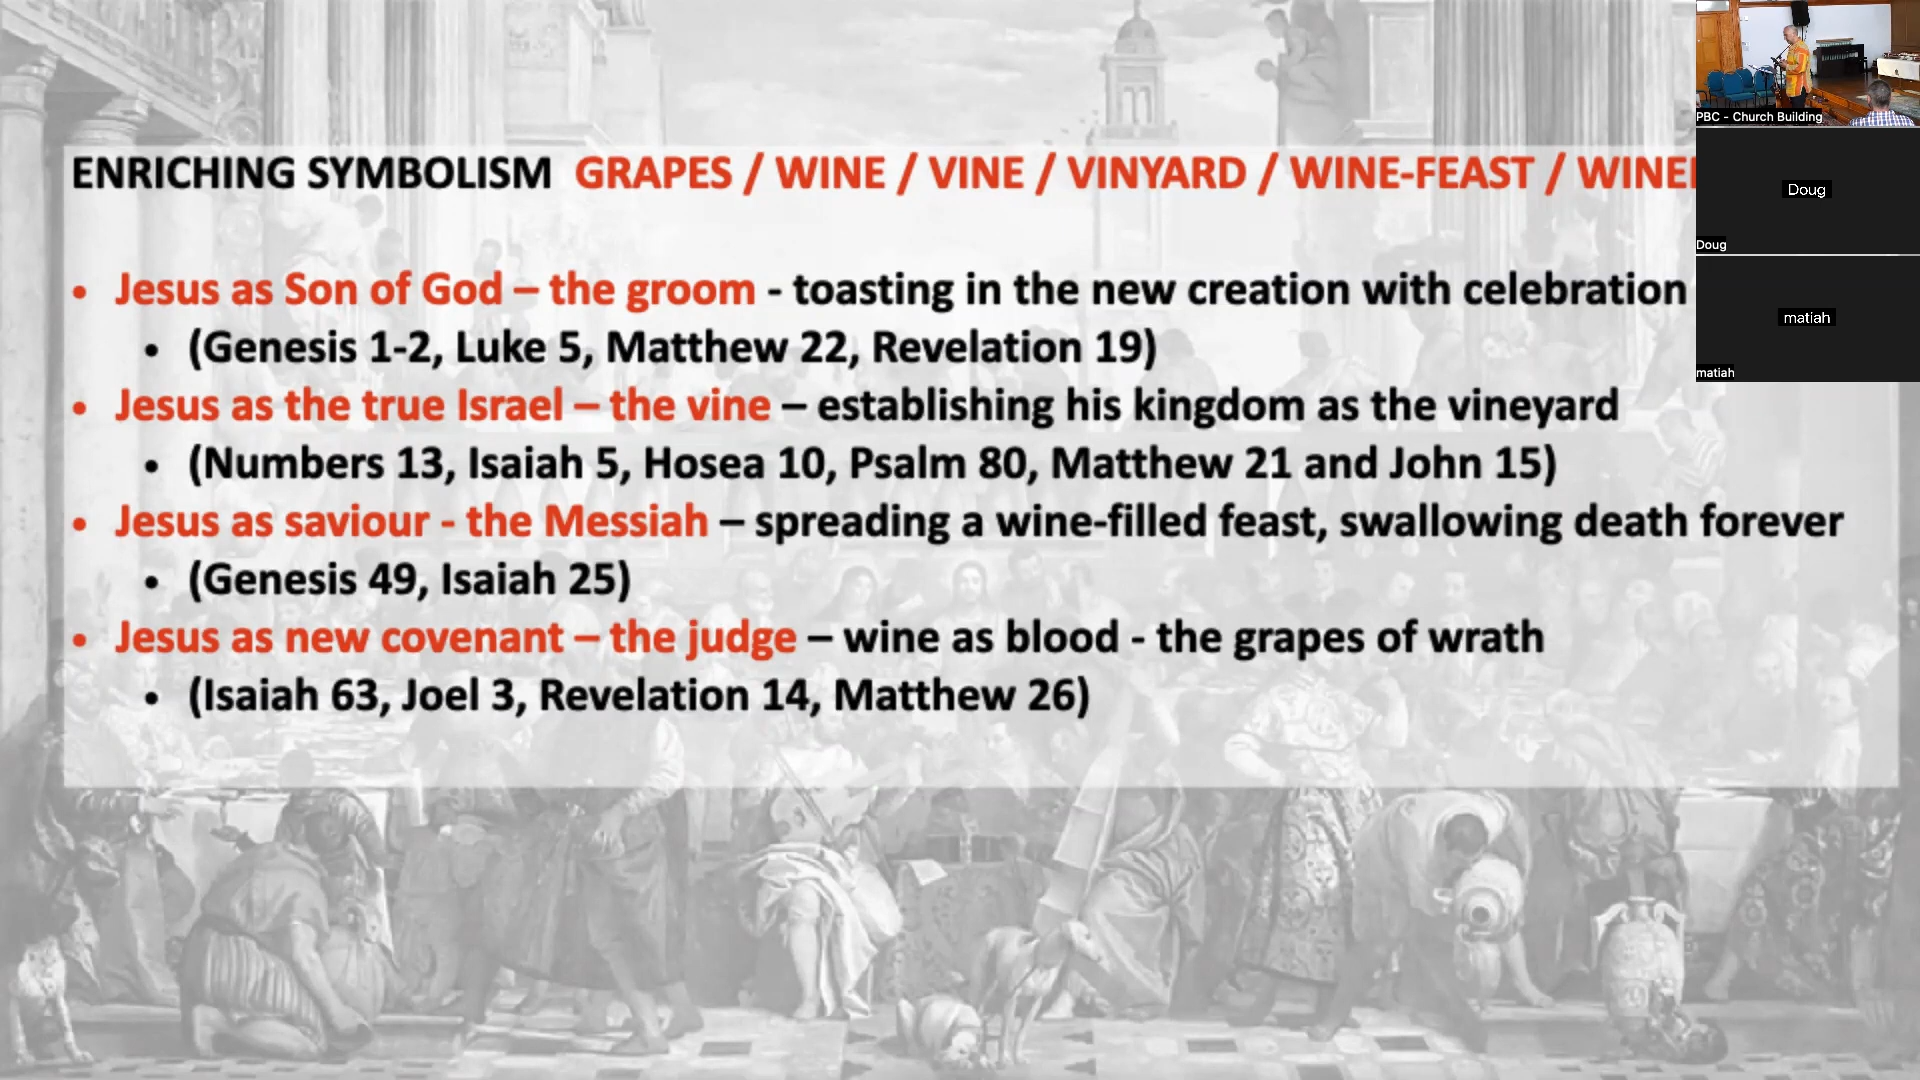 ENRICHING SYMBOLISM GRAPES / WINE / VINE / VINYARD / WINE-FEAST /
• Jesus as Son of God – the groom - toasting in the new creation with celebration
• (Genesis 1-2, Luke 5, Matthew 22, Revelation 19)
• Jesus as the true Israel – the vine – establishing his kingdom as the vineyard
• (Numbers 13, Isaiah 5, Hosea 10, Psalm 80, Matthew 21 and John 15)
• Jesus as saviour - the Messiah – spreading a wine-filled feast, swallowing death forever
• (Genesis 49, Isaiah 25)
• Jesus as new covenant – the judge – wine as blood - the grapes of wrath
• (Isaiah 63, Joel 3, Revelation 14, Matthew 26)
PBC - Church Building
Doug
Doug
matiah
matiah